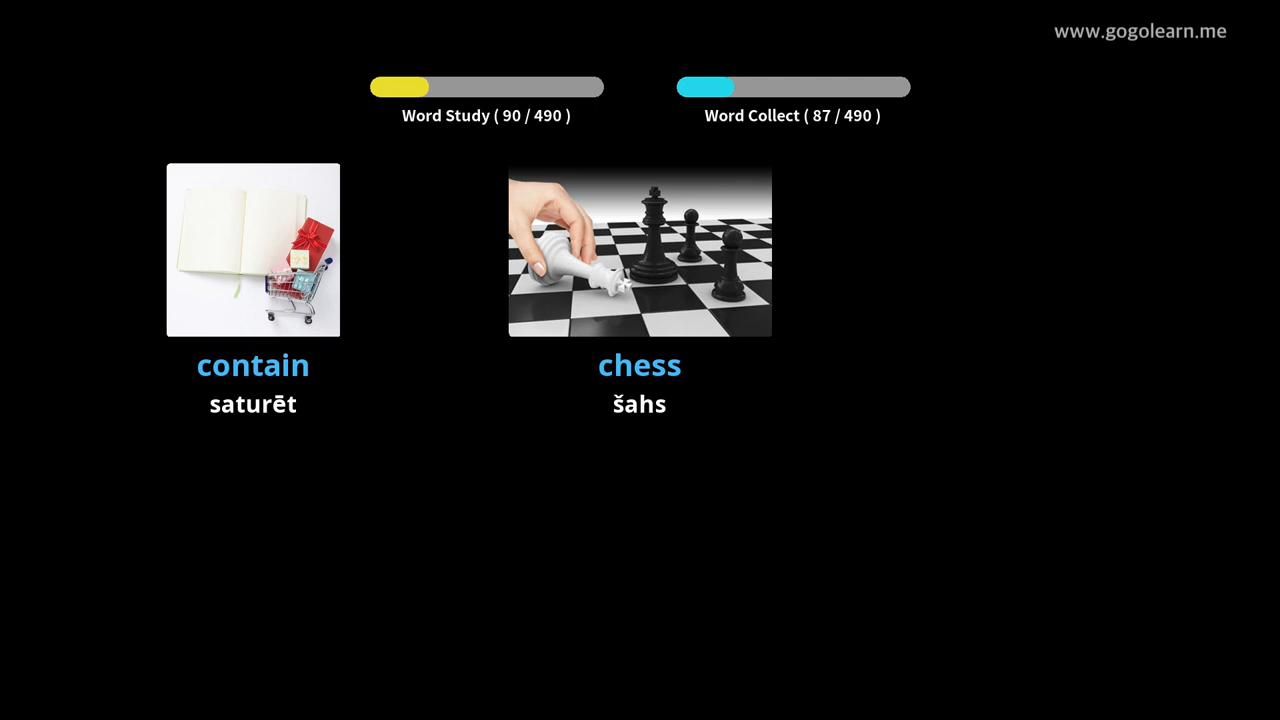 www.gogolearn.me
Word Study ( 90 / 490 )
Word Collect ( 87 / 490 )
contain
saturēt
chess
šahs